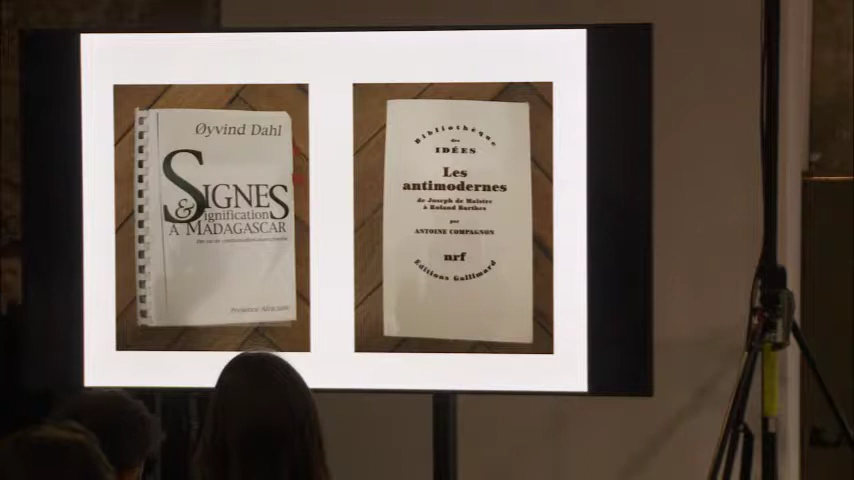 Øyvind Dahl
SIGNES
& significationS
A MADAGASCAR
Présence Africaine
Bibliothèque
des
IDÉES
Les
antimodernes
de Joseph de Maistre
à Roland Barthes
par
ANTOINE COMPAGNON
nrf
Éditions Gallimard